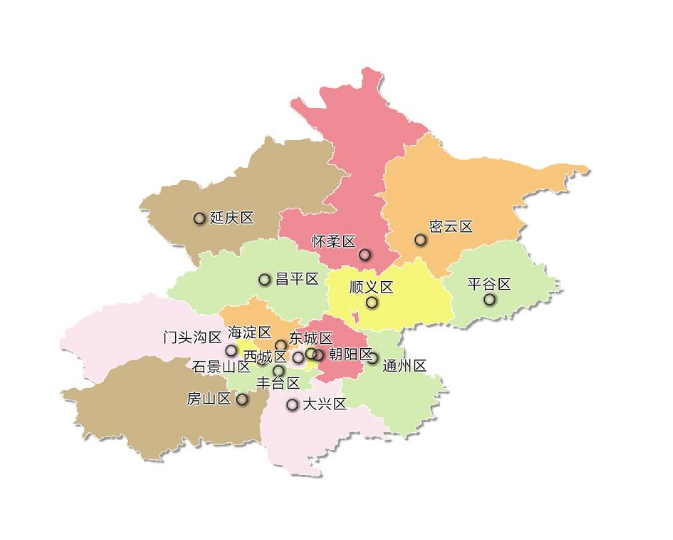 延庆区
密云区
怀柔区
昌平区
顺义区
平谷区
门头沟区
海淀区
东城区
西城区
朝阳区
石景山区
通州区
丰台区
房山区
大兴区